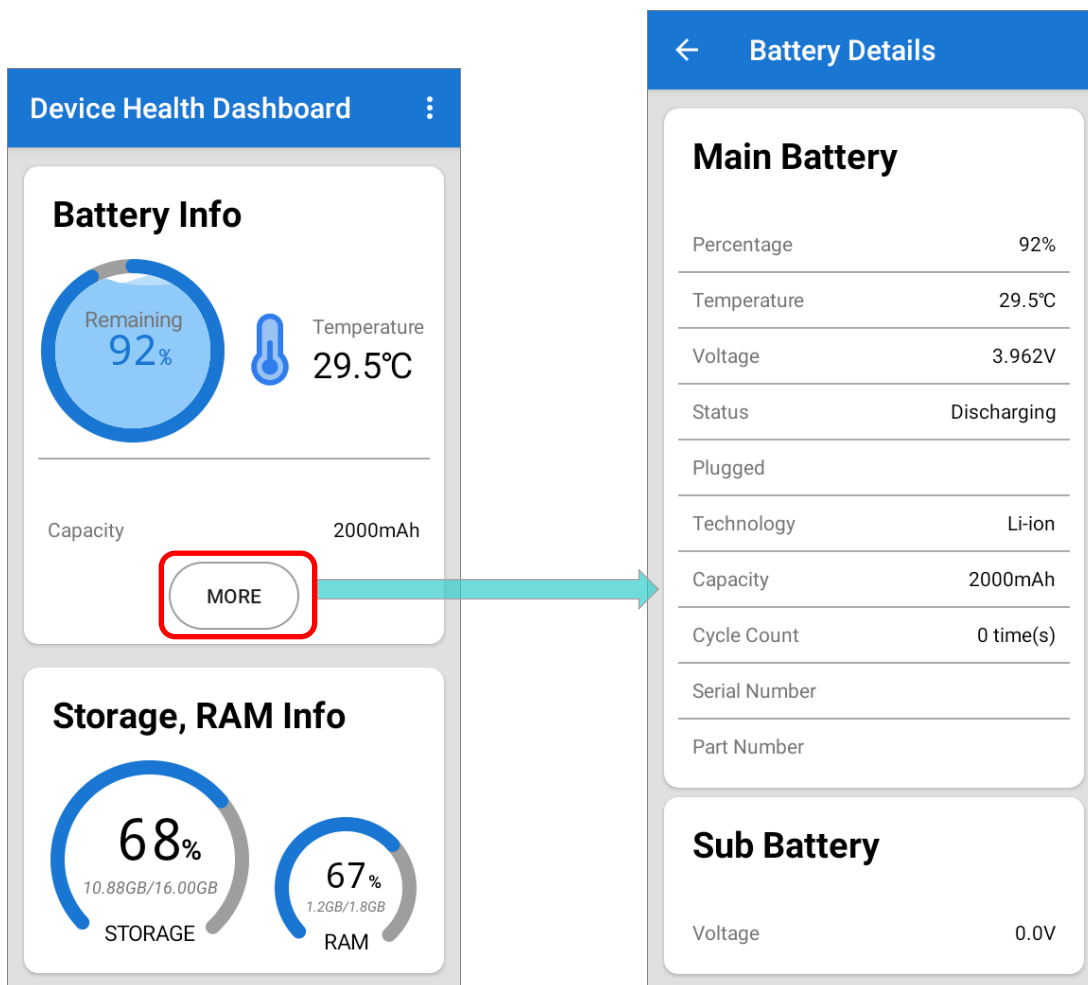 Device Health Dashboard
Battery Info
Remaining
92%
Temperature
29.5℃
Capacity 2000mAh
MORE
Storage, RAM Info
68%
10.88GB/16.00GB
STORAGE
67%
1.2GB/1.8GB
RAM
Battery Details
Main Battery
Percentage 92%
Temperature 29.5℃
Voltage 3.962V
Status Discharging
Plugged
Technology Li-ion
Capacity 2000mAh
Cycle Count 0 time(s)
Serial Number
Part Number
Sub Battery
Voltage 0.0V